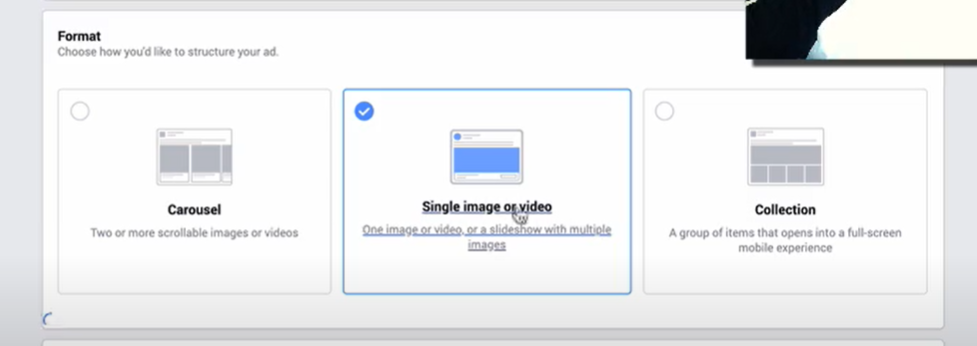 Format
Choose how you'd like to structure your ad.
Carousel
Two or more scrollable images or videos
Single image or video
One image or video, or a slideshow with multiple
images
Collection
A group of items that opens into a full-screen
mobile experience